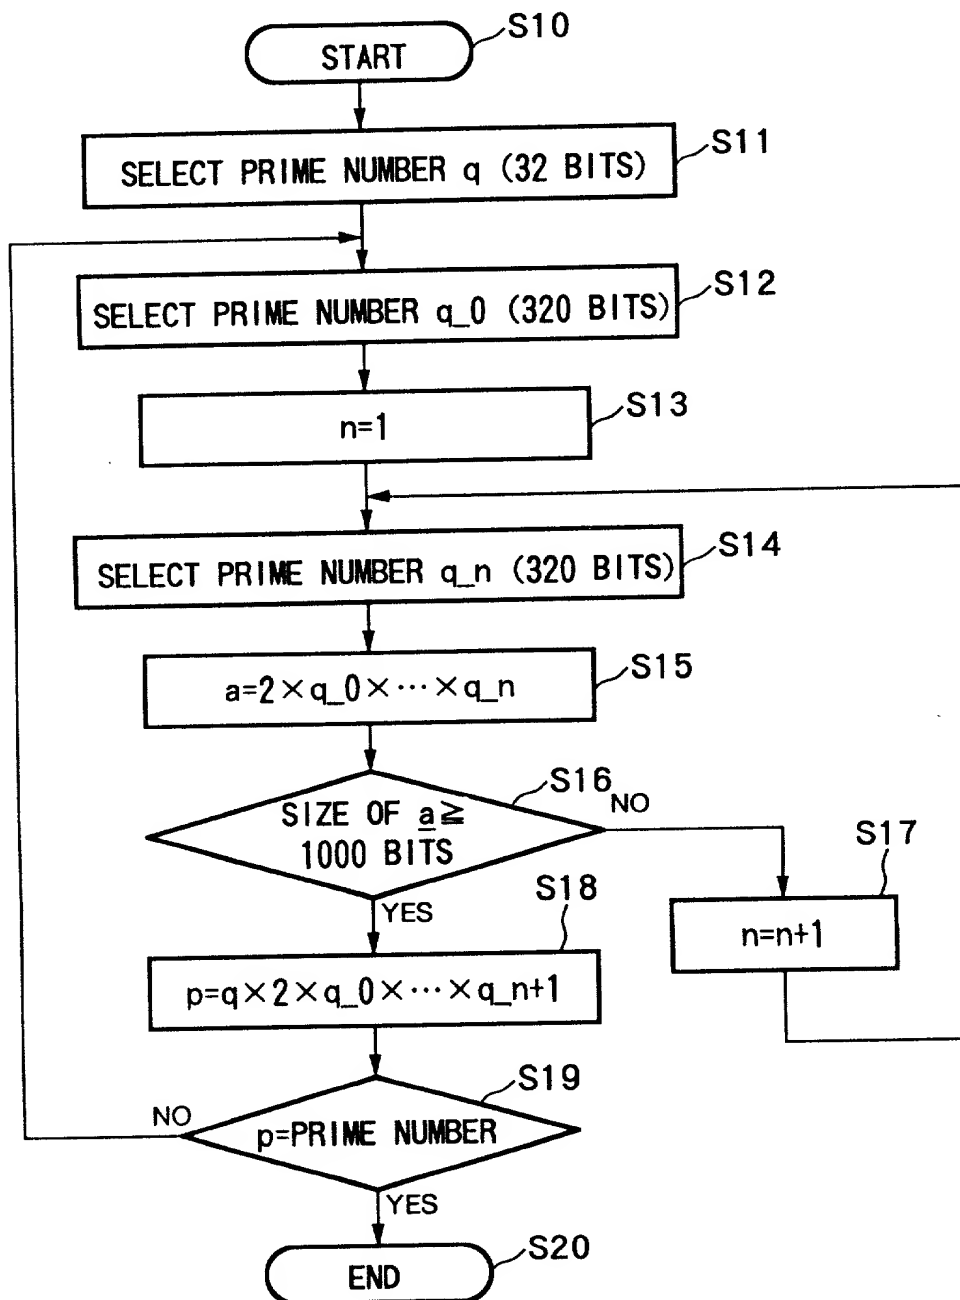 S10
START
S11
SELECT PRIME NUMBER q (32 BITS)
S12
SELECT PRIME NUMBER q_0 (320 BITS)
S13
n=1
S14
SELECT PRIME NUMBER q_n (320 BITS)
S15
a=2×q_0×⋯×q_n
S16
SIZE OF a≧
1000 BITS
NO
S17
n=n+1
YES
S18
p=q×2×q_0×⋯×q_n+1
S19
p=PRIME NUMBER
NO
YES
S20
END